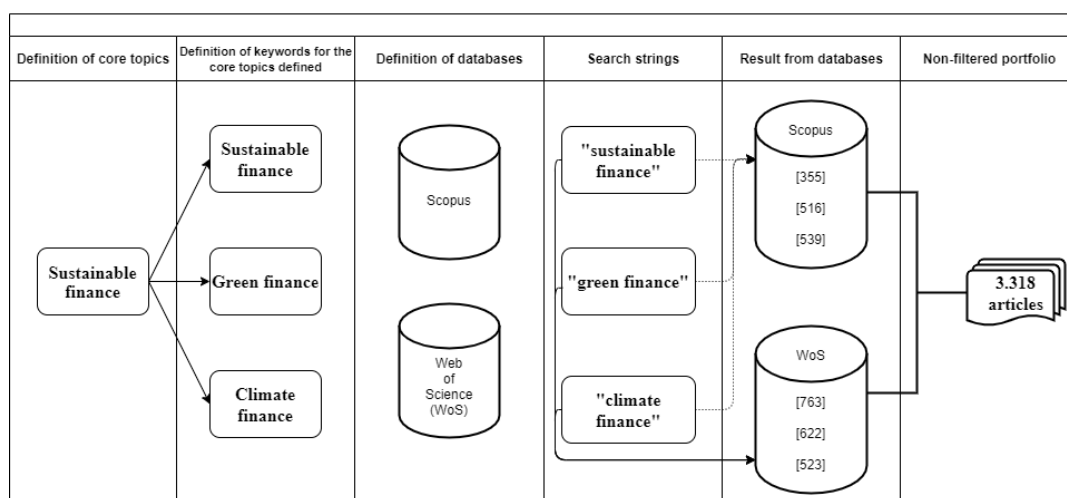 Definition of core topics
Definition of keywords for the
core topics defined
Definition of databases
Search strings
Result from databases
Non-filtered portfolio
Sustainable
finance
Sustainable
finance
Green finance
Climate
finance
Scopus
Web
of
Science
(WoS)
"sustainable
finance"
"green finance"
"climate
finance"
Scopus
[355]
[516]
[539]
WoS
[763]
[622]
[523]
3.318
articles